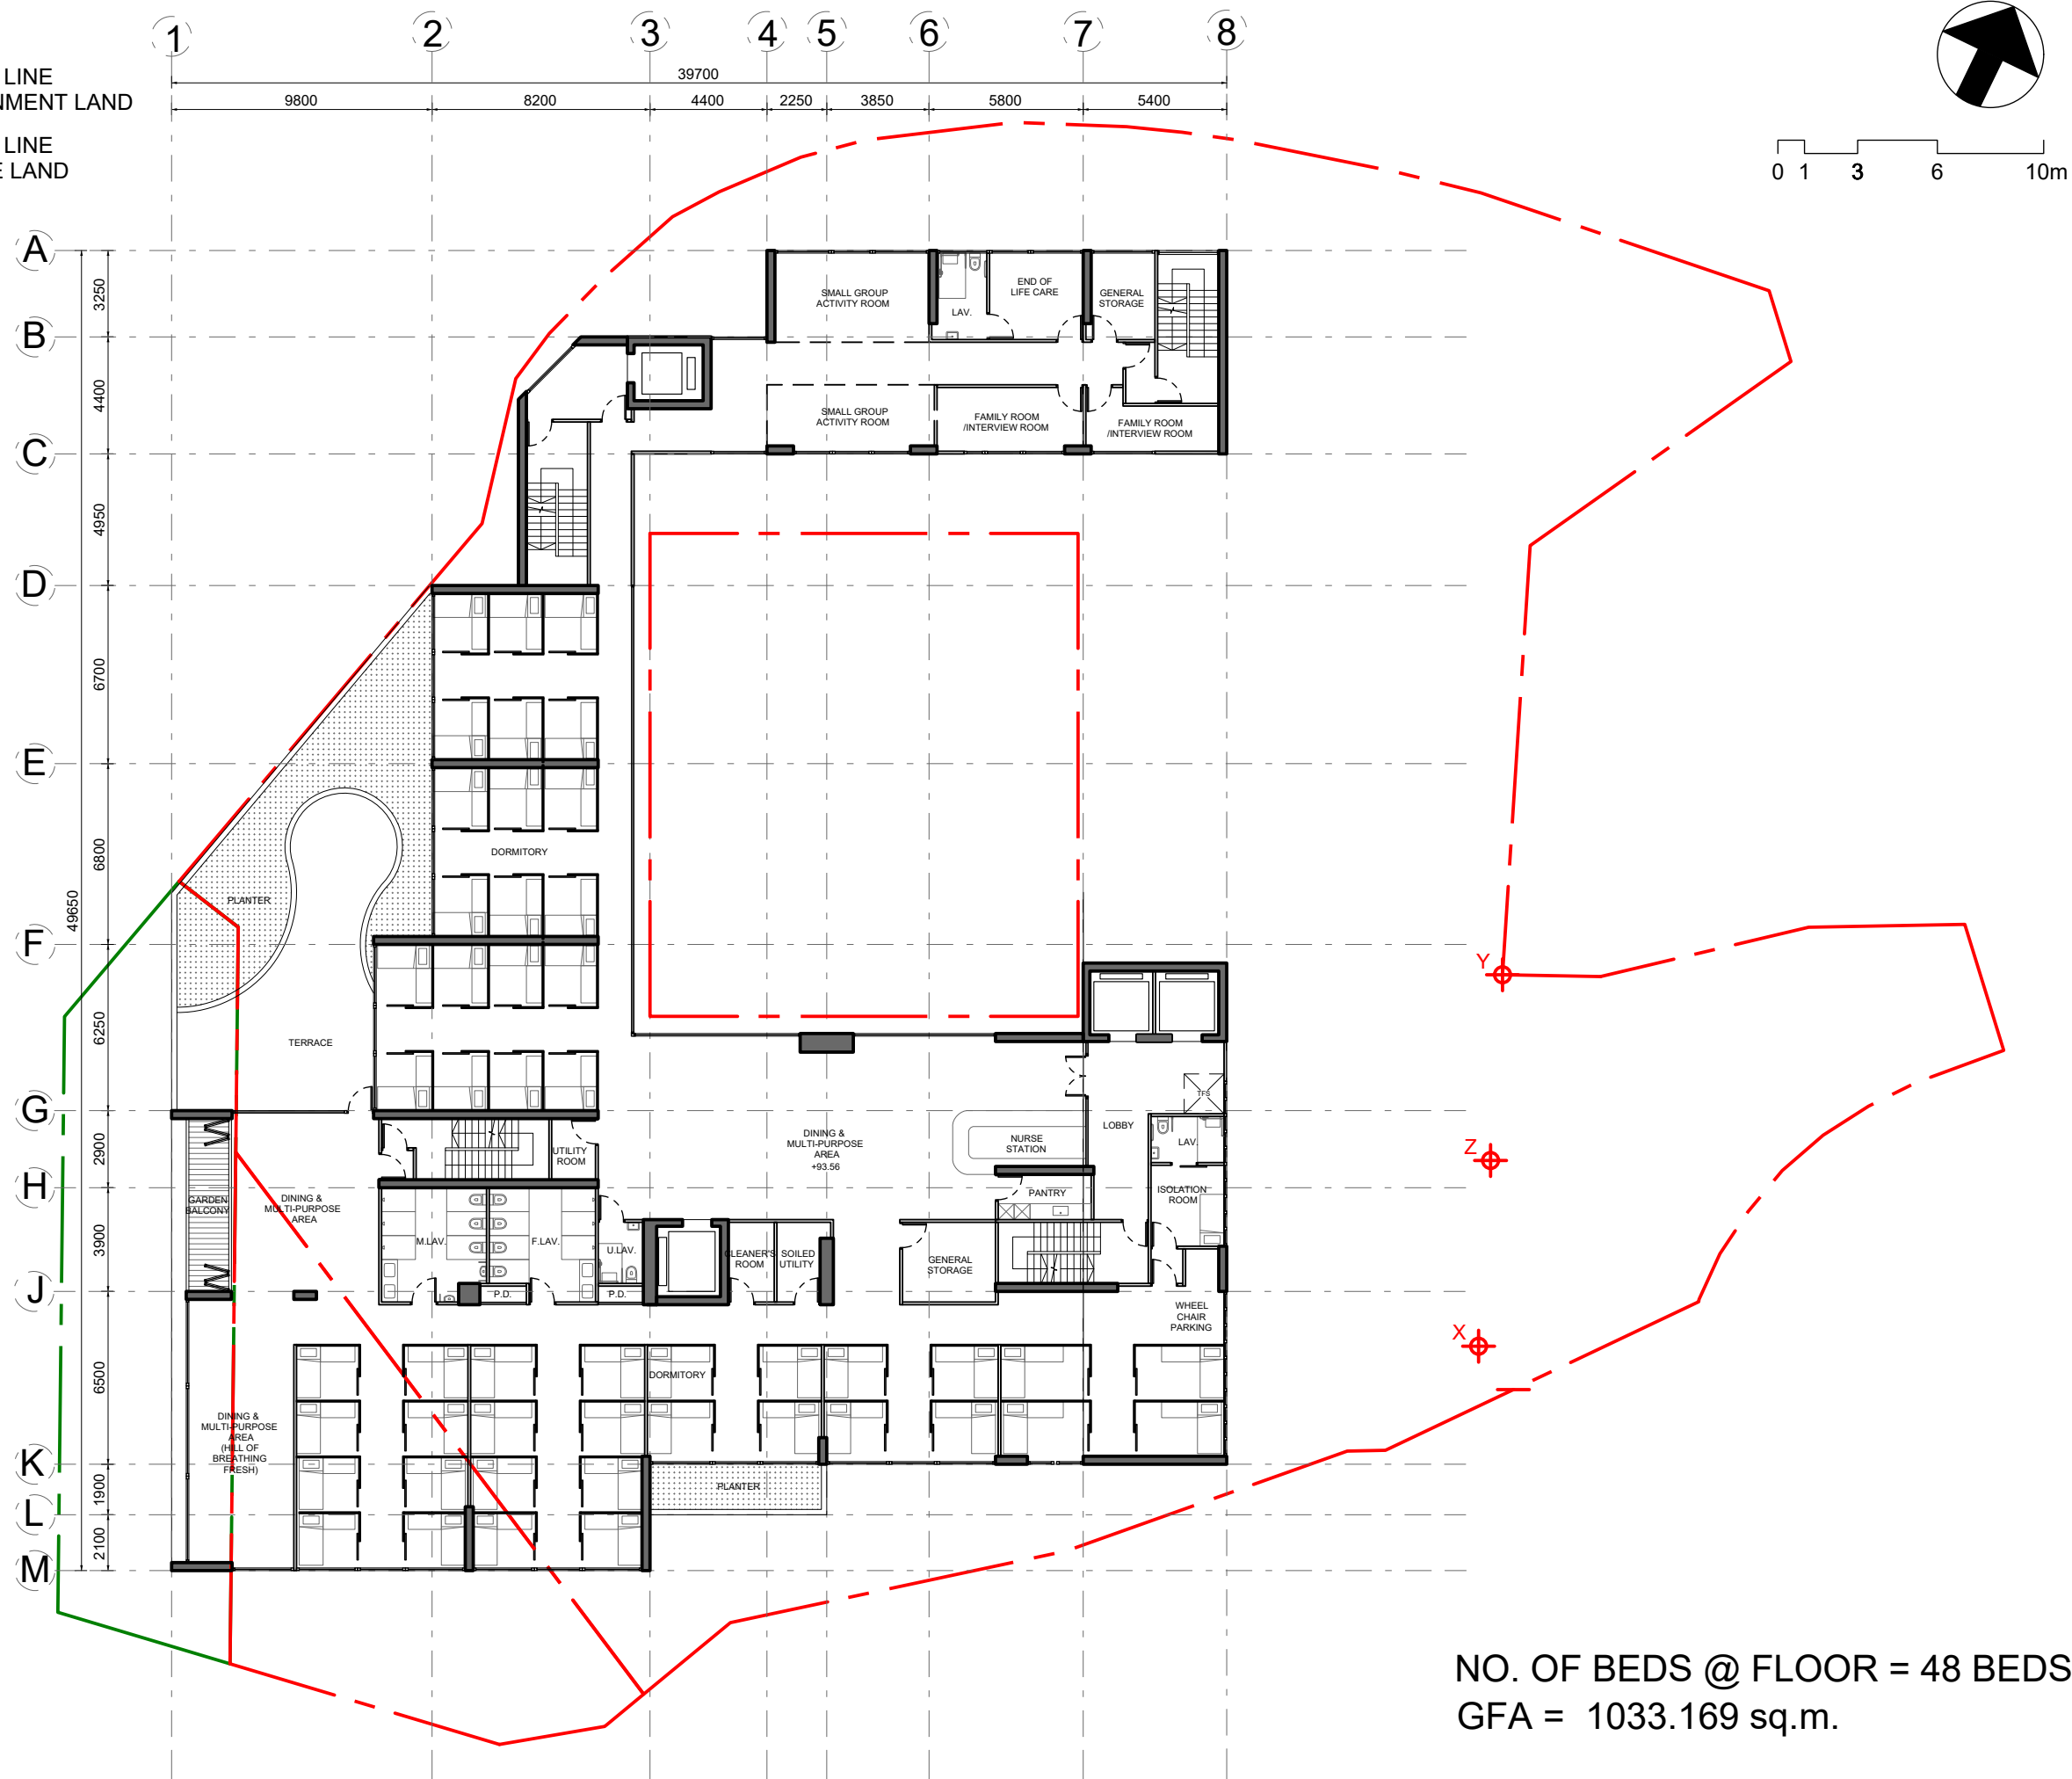 1
2
3
4
5
6
7
8
LINE
NMENT LAND
LINE
E LAND
39700
9800
8200
4400
2250
3850
5800
5400
0 1 3 6 10m
A
B
C
D
E
F
G
H
J
K
L
M
3250
4400
4950
6700
6800
6250
2900
3900
6500
1900
2100
49650
SMALL GROUP
ACTIVITY ROOM
LAV.
END OF
LIFE CARE
GENERAL
STORAGE
SMALL GROUP
ACTIVITY ROOM
FAMILY ROOM
/INTERVIEW ROOM
FAMILY ROOM
/INTERVIEW ROOM
DORMITORY
PLANTER
TERRACE
DINING &
MULTI-PURPOSE
AREA
+93.56
NURSE
STATION
LOBBY
TFS
LAV.
UTILITY
ROOM
GARDEN
BALCONY
DINING &
MULTI-PURPOSE
AREA
PANTRY
ISOLATION
ROOM
M.LAV.
F.LAV.
U.LAV.
CLEANER'S
ROOM
SOILED
UTILITY
GENERAL
STORAGE
P.D.
P.D.
WHEEL
CHAIR
PARKING
DORMITORY
DINING &
MULTI-PURPOSE
AREA
(HILL OF
BREATHING
FRESH)
PLANTER
Y
Z
X
NO. OF BEDS @ FLOOR = 48 BEDS
GFA = 1033.169 sq.m.